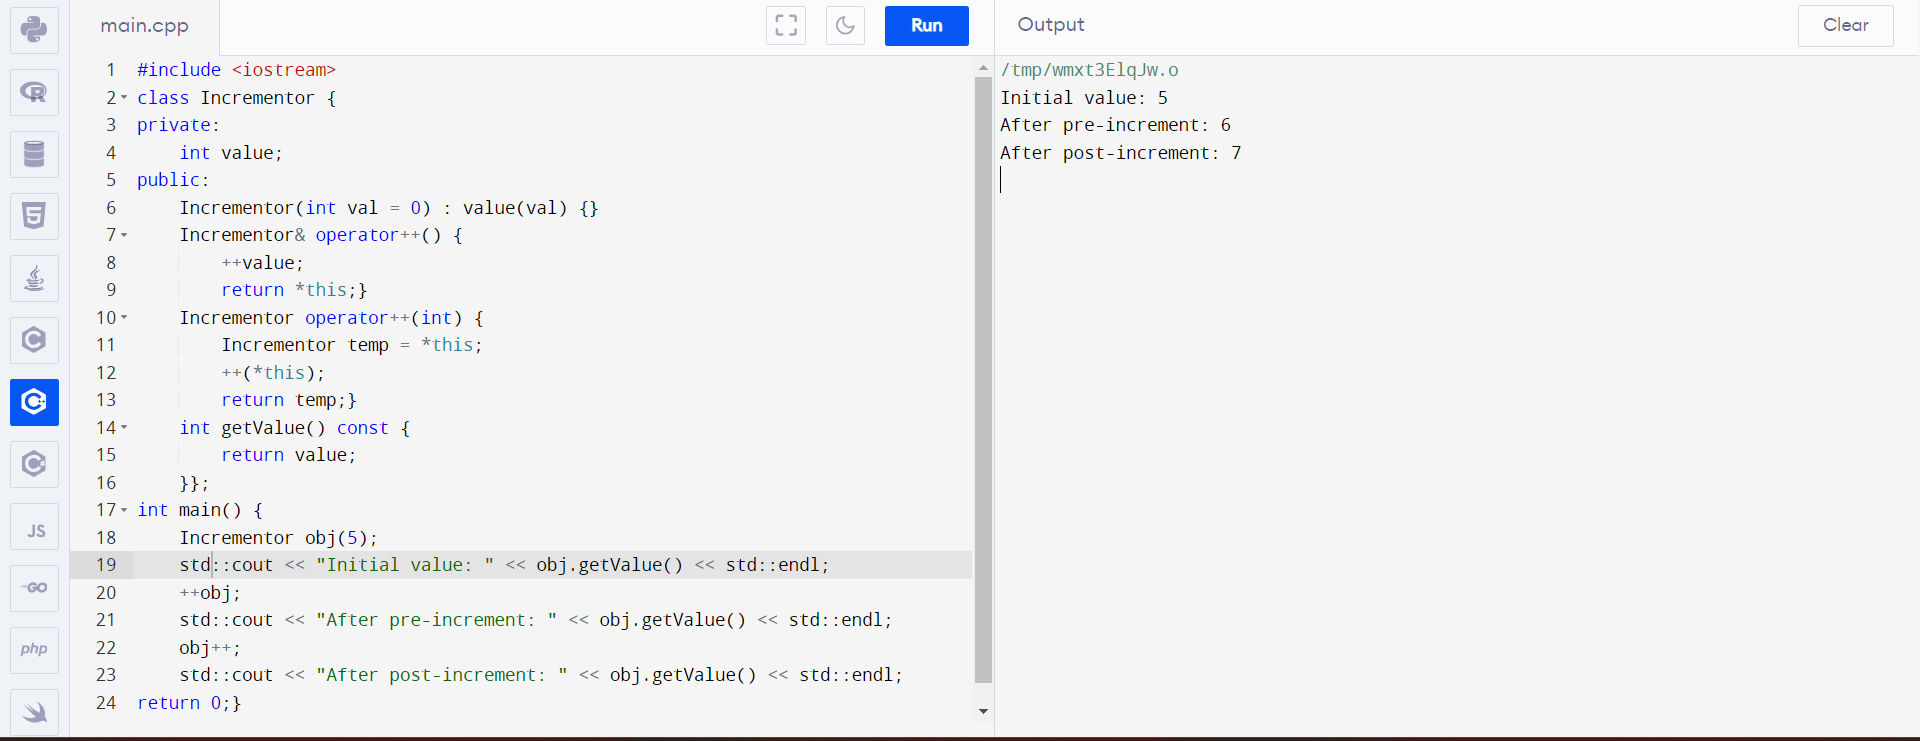 main.cpp
Run
Output
Clear
1 #include <iostream>
2 class Incrementor {
3 private:
4     int value;
5 public:
6     Incrementor(int val = 0) : value(val) {}
7     Incrementor& operator++() {
8         ++value;
9         return *this;}
10     Incrementor operator++(int) {
11         Incrementor temp = *this;
12         ++(*this);
13         return temp;}
14     int getValue() const {
15         return value;
16     }};
17 int main() {
18     Incrementor obj(5);
19     std::cout << "Initial value: " << obj.getValue() << std::endl;
20     ++obj;
21     std::cout << "After pre-increment: " << obj.getValue() << std::endl;
22     obj++;
23     std::cout << "After post-increment: " << obj.getValue() << std::endl;
24 return 0;}
/tmp/wmxt3ElqJw.o
Initial value: 5
After pre-increment: 6
After post-increment: 7
R
5
C
C++
C
JS
GO
php